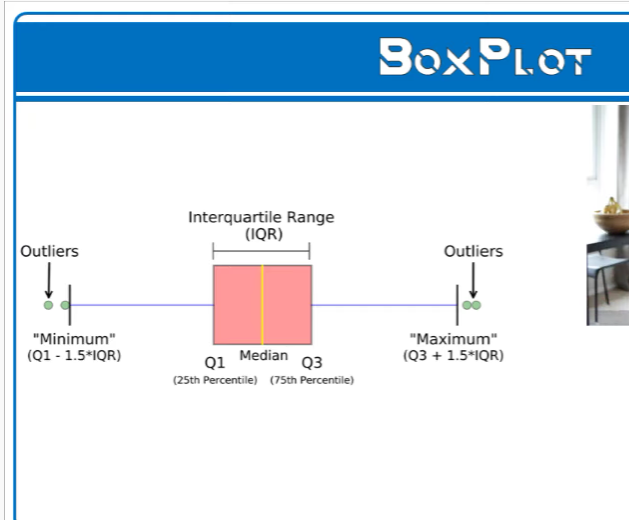 BOXPLOT
Interquartile Range
(IQR)
Outliers
Outliers
"Minimum"
(Q1 - 1.5*IQR)
"Maximum"
(Q3 + 1.5*IQR)
Q1
Median
Q3
(25th Percentile)
(75th Percentile)